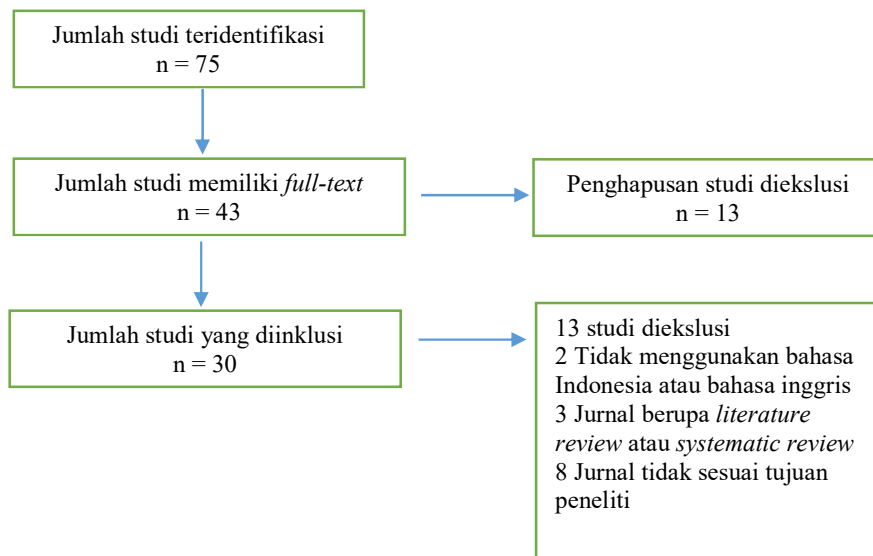 Jumlah studi teridentifikasi
n = 75
Jumlah studi memiliki full-text
n = 43
Penghapusan studi diekslusi
n = 13
Jumlah studi yang diinklusi
n = 30
13 studi diekslusi
2 Tidak menggunakan bahasa
Indonesia atau bahasa inggris
3 Jurnal berupa literature
review atau systematic review
8 Jurnal tidak sesuai tujuan
peneliti